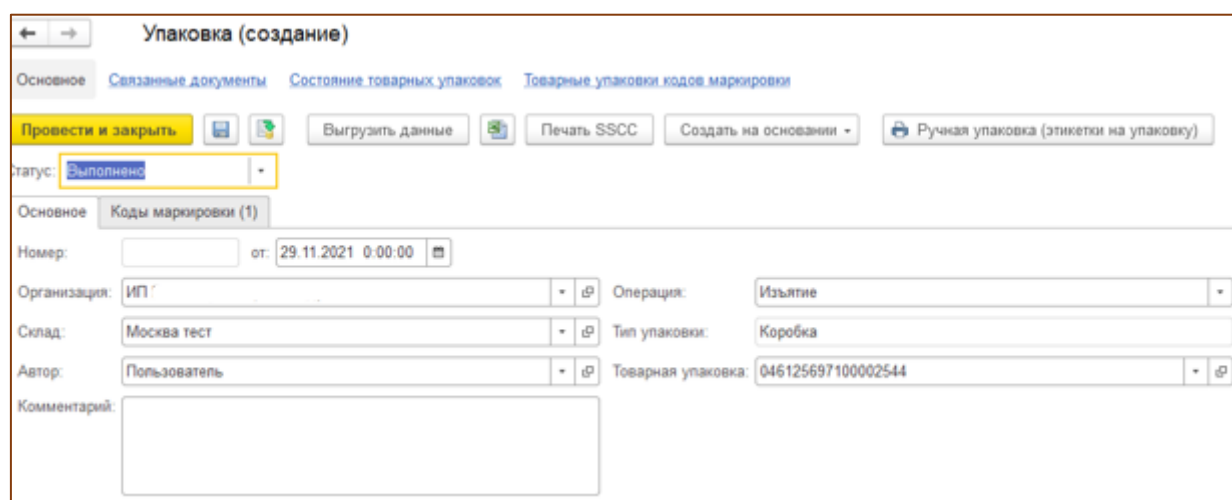 Упаковка (создание)
Основное Связанные документы Состояние товарных упаковок Товарные упаковки кодов маркировки
Провести и закрыть Выгрузить данные Печать SSCC Создать на основании Ручная упаковка (этикетки на упаковку)
Статус: Выполнено
Основное Коды маркировки (1)
Номер: от: 29.11.2021 0:00:00
Организация: ИП Операция: Изъятие
Склад: Москва тест Тип упаковки: Коробка
Автор: Пользователь Товарная упаковка: 046125697100002544
Комментарий: